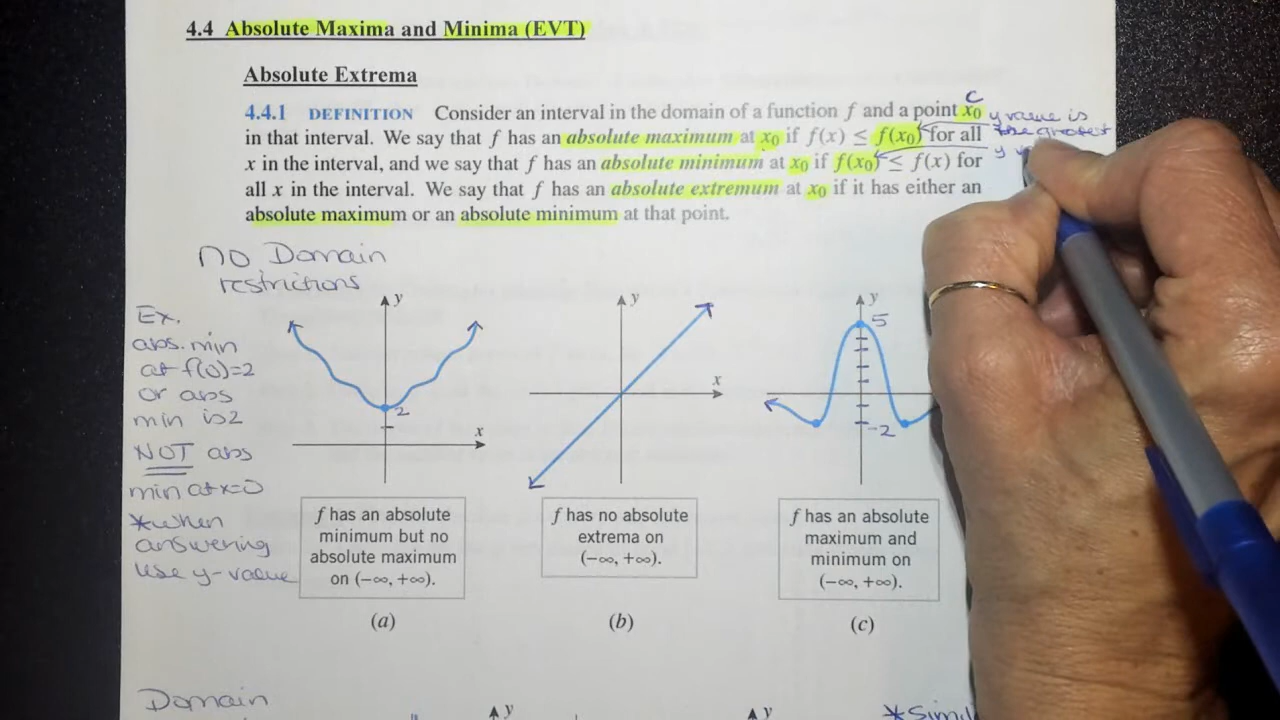 4.4 Absolute Maxima and Minima (EVT)
Absolute Extrema
C
4.4.1 DEFINITION Consider an interval in the domain of a function f and a point x₀
y value is
in that interval. We say that f has an absolute maximum at x₀ if f(x) ≤ f(x₀) for all
the greatest
x in the interval, and we say that f has an absolute minimum at x₀ if f(x₀) ≤ f(x) for
y
all x in the interval. We say that f has an absolute extremum at x₀ if it has either an
absolute maximum or an absolute minimum at that point.
no Domain
restrictions
Ex.
abs. min
at f(0)=2
or abs
min is 2
NOT abs
min at x=0
*when
answering
use y-value
y
2
x
f has an absolute
minimum but no
absolute maximum
on (−∞, +∞).
(a)
y
x
f has no absolute
extrema on
(−∞, +∞).
(b)
y
5
-2
f has an absolute
maximum and
minimum on
(−∞, +∞).
(c)
Domain
y
y